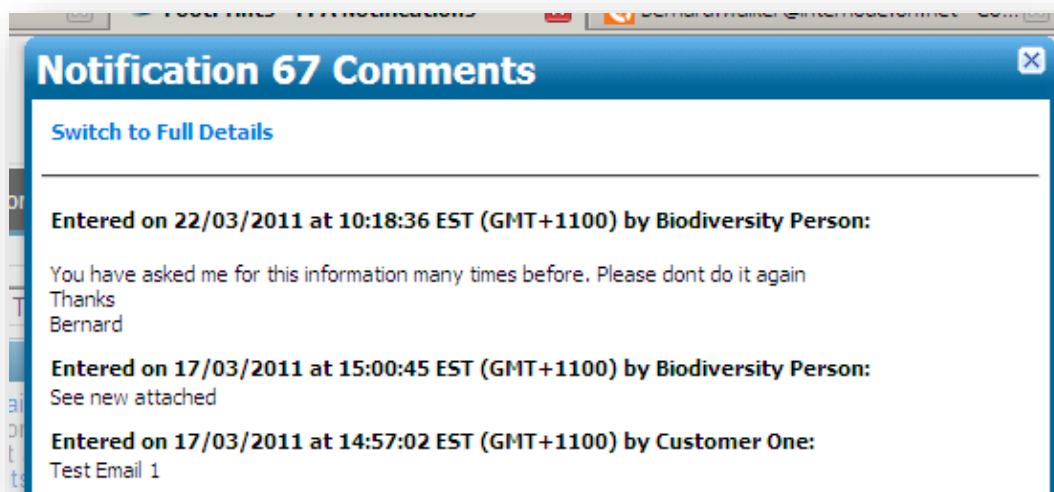 Notification 67 Comments
Switch to Full Details
Entered on 22/03/2011 at 10:18:36 EST (GMT+1100) by Biodiversity Person:
You have asked me for this information many times before. Please dont do it again
Thanks
Bernard
Entered on 17/03/2011 at 15:00:45 EST (GMT+1100) by Biodiversity Person:
See new attached
Entered on 17/03/2011 at 14:57:02 EST (GMT+1100) by Customer One:
Test Email 1